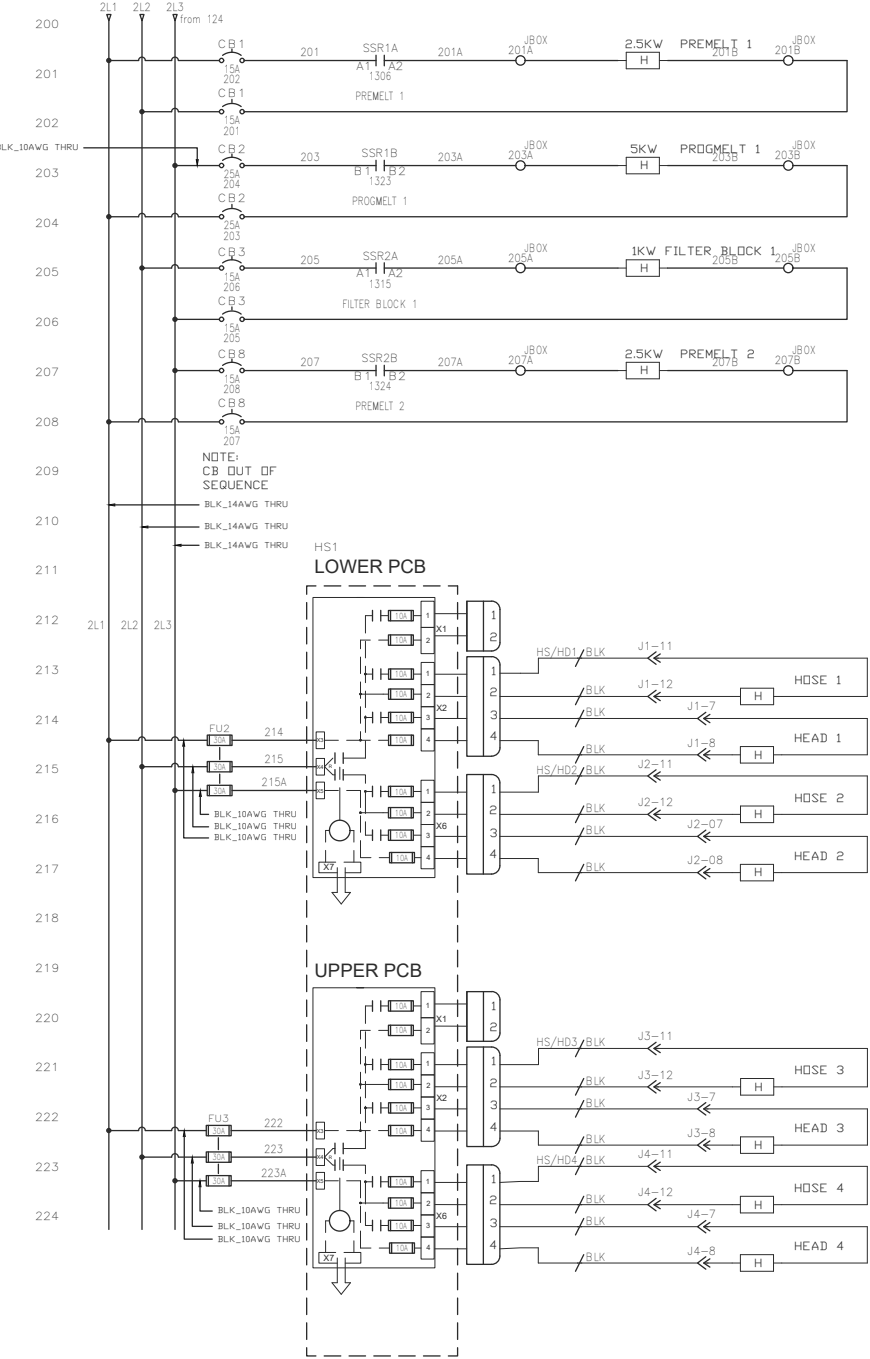 2L1 2L2 2L3
from 124
200
CB1 201 SSR1A 201A JBOX 201A 2.5KW PREMELT 1 201B JBOX 201B
201 15A 202 A1 A2 1306
CB1 PREMELT 1
15A 201
202
BLK_10AWG THRU
CB2 203 SSR1B 203A JBOX 203A 5KW PROGMELT 1 203B JBOX 203B
H
203 25A 204 B1 B2 1323
CB2 PROGMELT 1
204 25A 203
CB3 205 SSR2A 205A JBOX 205A 1KW FILTER BLOCK 1 205B JBOX 205B
H
205 15A 206 A1 A2 1315
CB3 FILTER BLOCK 1
206 15A 205
CB8 207 SSR2B 207A JBOX 207A 2.5KW PREMELT 2 207B JBOX 207B
H
207 15A 208 B1 B2 1324
CB8 PREMELT 2
208 15A 207
NOTE:
CB OUT OF
SEQUENCE
209
BLK_14AWG THRU
210
BLK_14AWG THRU
BLK_14AWG THRU
HS1
211
LOWER PCB
212
2L1 2L2 2L3
10A 1 X1 1
10A 2 2
213
10A 1 1 HS/HD1 BLK J1-11
10A 2 2 BLK J1-12 H HOSE 1
X2
214
10A 3 3 BLK J1-7
FU2
30A 214 X3 10A 4 4 BLK J1-8 H HEAD 1
215
30A 215 X4 R
30A 215A X5 10A 1 1 HS/HD2 BLK J2-11
BLK_10AWG THRU
BLK_10AWG THRU
BLK_10AWG THRU
216
10A 2 2 BLK J2-12 H HOSE 2
X6
10A 3 3 BLK J2-07
217
X7 10A 4 4 BLK J2-08 H HEAD 2
218
219
UPPER PCB
220
10A 1 X1 1
10A 2 2
221
10A 1 1 HS/HD3 BLK J3-11
10A 2 2 BLK J3-12 H HOSE 3
X2
222
10A 3 3 BLK J3-7
FU3
30A 222 X3 10A 4 4 BLK J3-8 H HEAD 3
223
30A 223 X4 R
30A 223A X5 10A 1 1 HS/HD4 BLK J4-11
BLK_10AWG THRU
BLK_10AWG THRU
BLK_10AWG THRU
224
10A 2 2 BLK J4-12 H HOSE 4
X6
10A 3 3 BLK J4-7
X7 10A 4 4 BLK J4-8 H HEAD 4